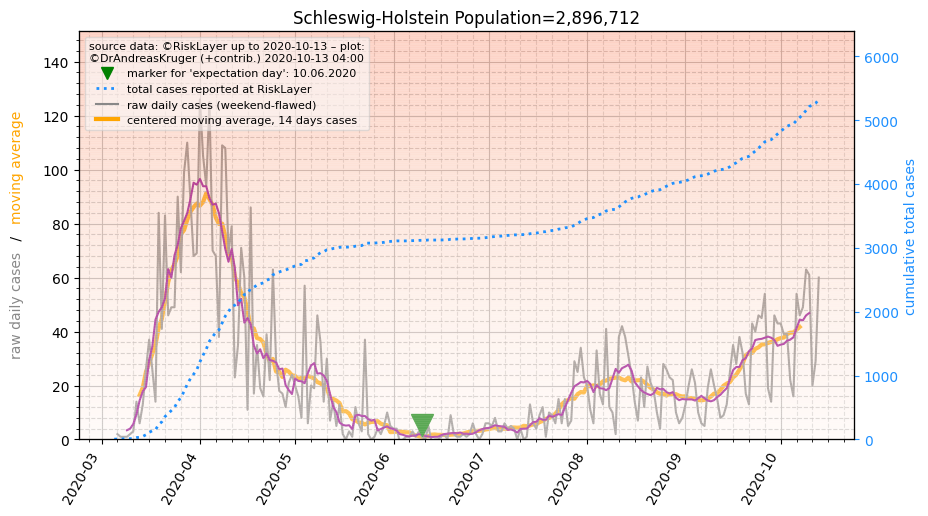 Schleswig-Holstein Population=2,896,712
source data: ©RiskLayer up to 2020-10-13 – plot:
©DrAndreasKruger (+contrib.) 2020-10-13 04:00
marker for 'expectation day': 10.06.2020
total cases reported at RiskLayer
raw daily cases (weekend-flawed)
centered moving average, 14 days cases
raw daily cases / moving average
140
120
100
80
60
40
20
0
6000
5000
4000
3000
2000
1000
0
cumulative total cases
2020-03
2020-04
2020-05
2020-06
2020-07
2020-08
2020-09
2020-10